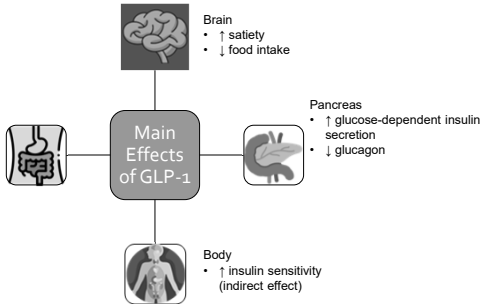 Brain
• ↑ satiety
• ↓ food intake
Main
Effects
of GLP-1
Pancreas
• ↑ glucose-dependent insulin
secretion
• ↓ glucagon
Body
• ↑ insulin sensitivity
(indirect effect)